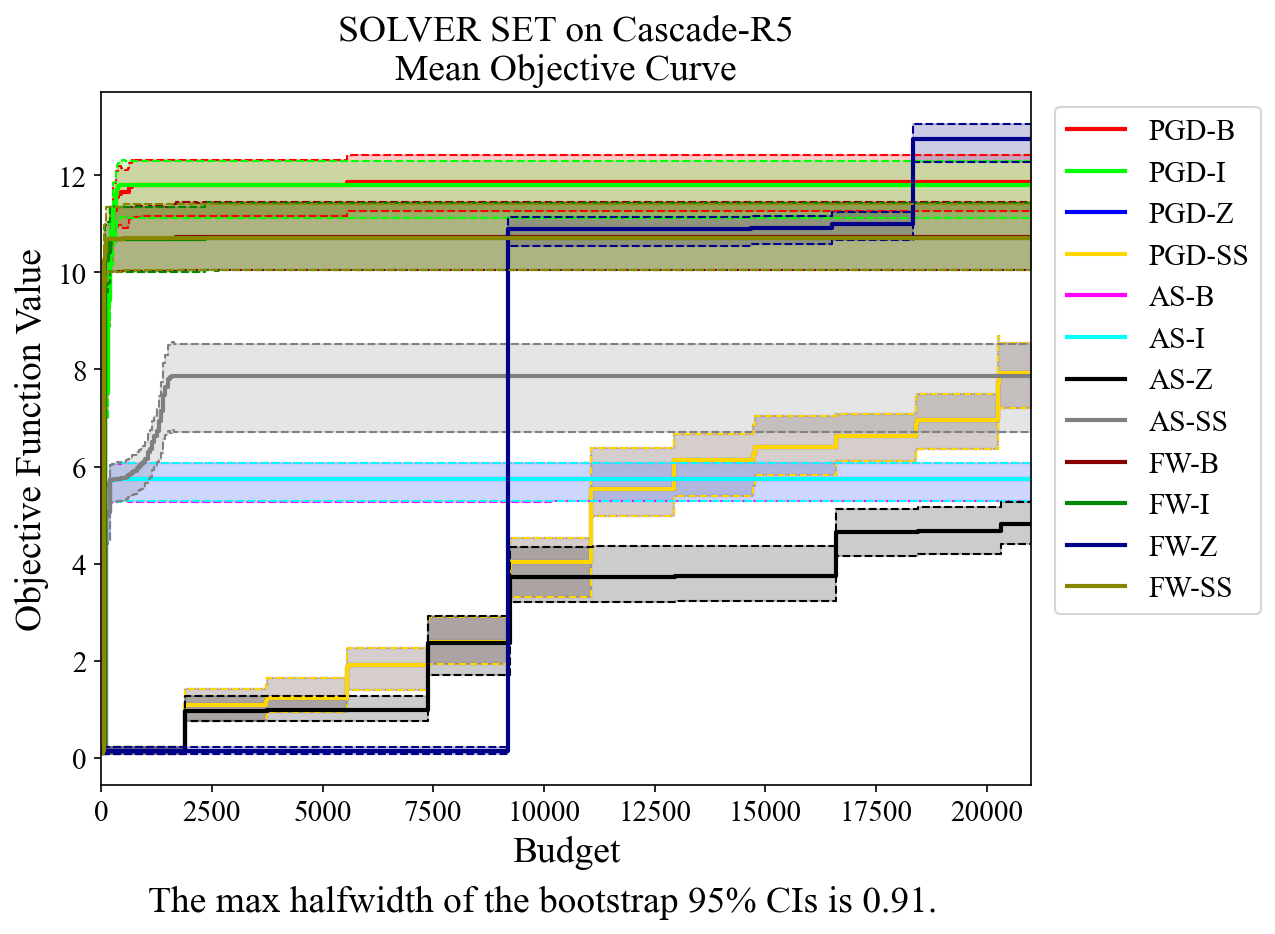 SOLVER SET on Cascade-R5
Mean Objective Curve
Objective Function Value
12
10
8
6
4
2
0
0 2500 5000 7500 10000 12500 15000 17500 20000
Budget
The max halfwidth of the bootstrap 95% CIs is 0.91.
PGD-B
PGD-I
PGD-Z
PGD-SS
AS-B
AS-I
AS-Z
AS-SS
FW-B
FW-I
FW-Z
FW-SS